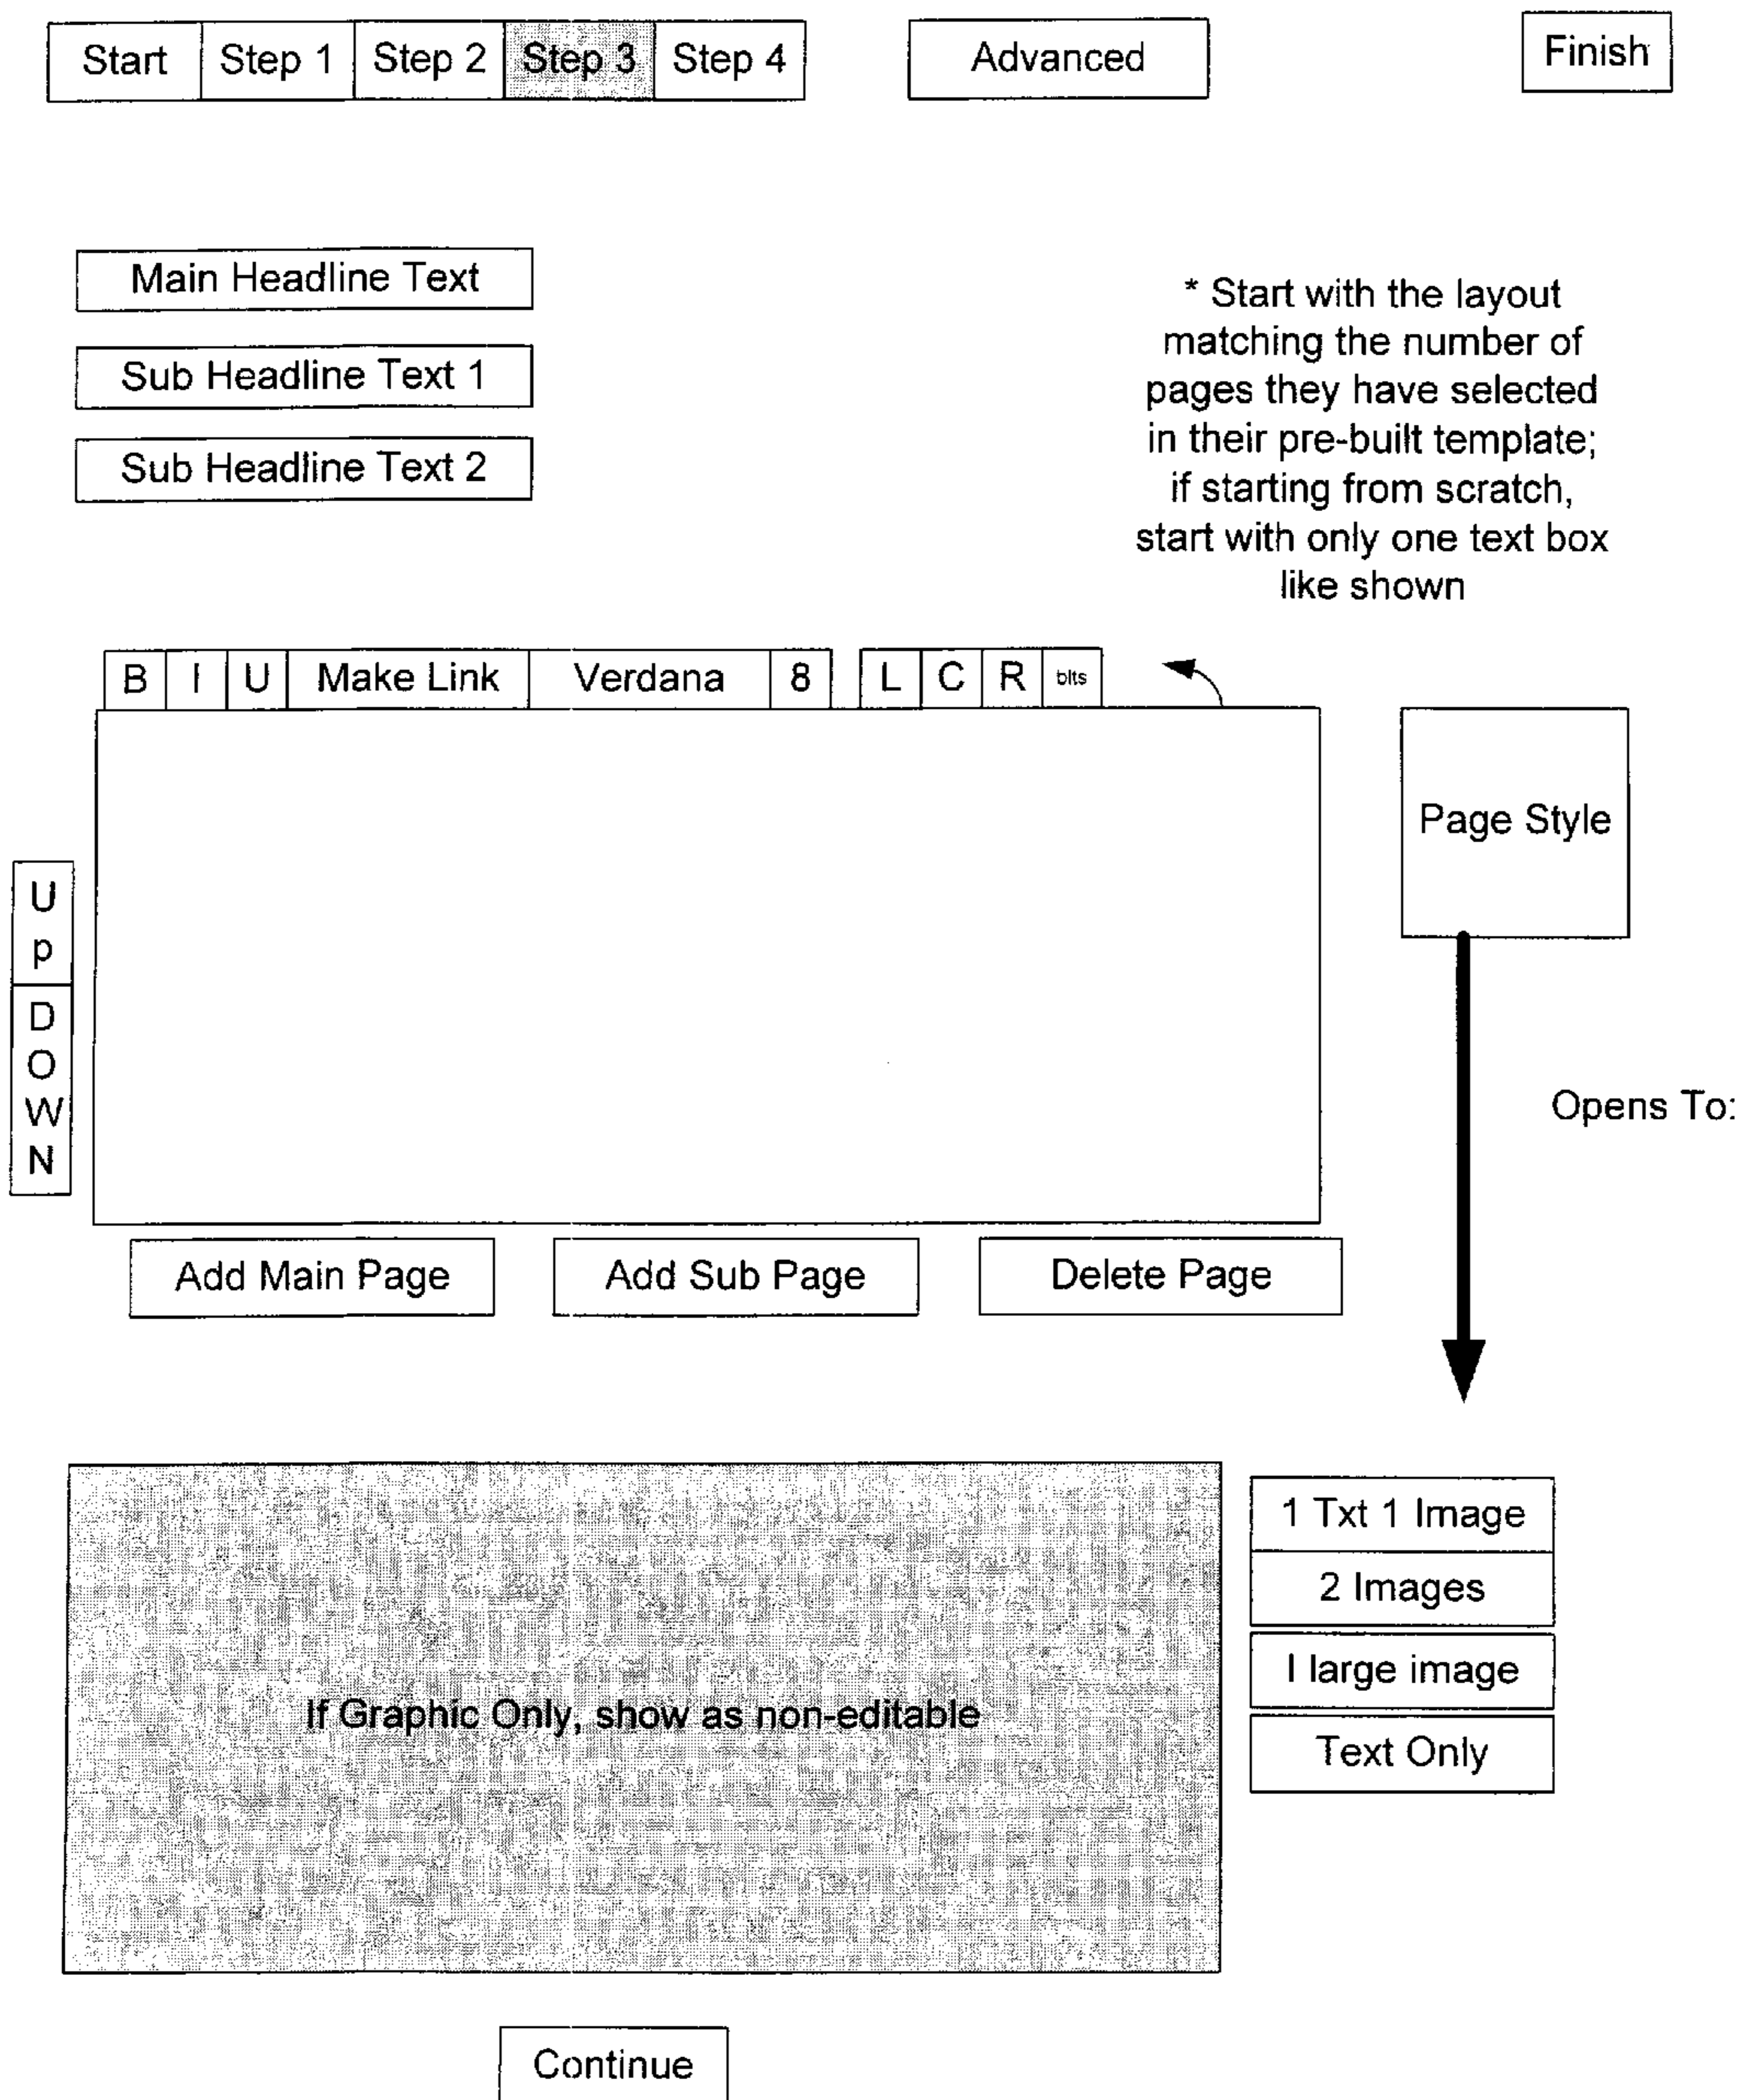 Start Step 1 Step 2 Step 3 Step 4 Advanced Finish
Main Headline Text
Sub Headline Text 1
Sub Headline Text 2
* Start with the layout
matching the number of
pages they have selected
in their pre-built template;
if starting from scratch,
start with only one text box
like shown
B I U Make Link Verdana 8 L C R blts
Page Style
Up
DOWN
Opens To:
Add Main Page Add Sub Page Delete Page
1 Txt 1 Image
2 Images
I large image
Text Only
If Graphic Only, show as non-editable
Continue